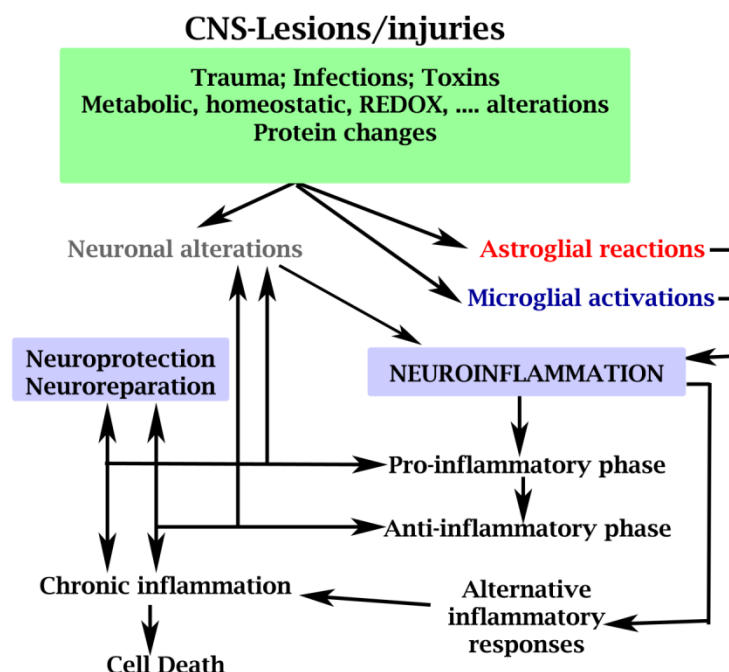 CNS-Lesions/injuries
Trauma; Infections; Toxins
Metabolic, homeostatic, REDOX, .... alterations
Protein changes
Neuronal alterations
Astroglial reactions
Microglial activations
Neuroprotection
Neuroreparation
NEUROINFLAMMATION
Pro-inflammatory phase
Anti-inflammatory phase
Chronic inflammation
Alternative
inflammatory
responses
Cell Death